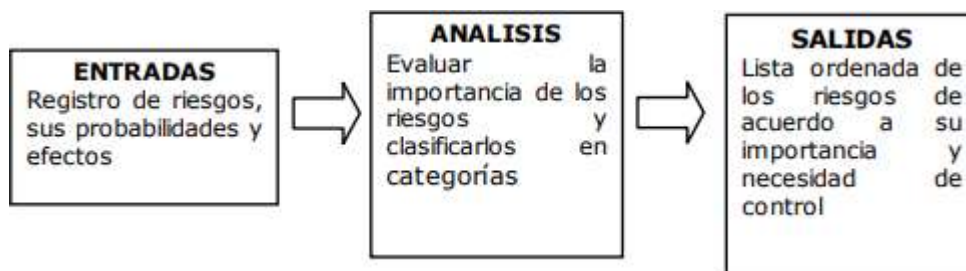 ENTRADAS
Registro de riesgos,
sus probabilidades y
efectos
ANALISIS
Evaluar la
importancia de los
riesgos y
clasificarlos en
categorías
SALIDAS
Lista ordenada de
los riesgos de
acuerdo a su
importancia y
necesidad de
control